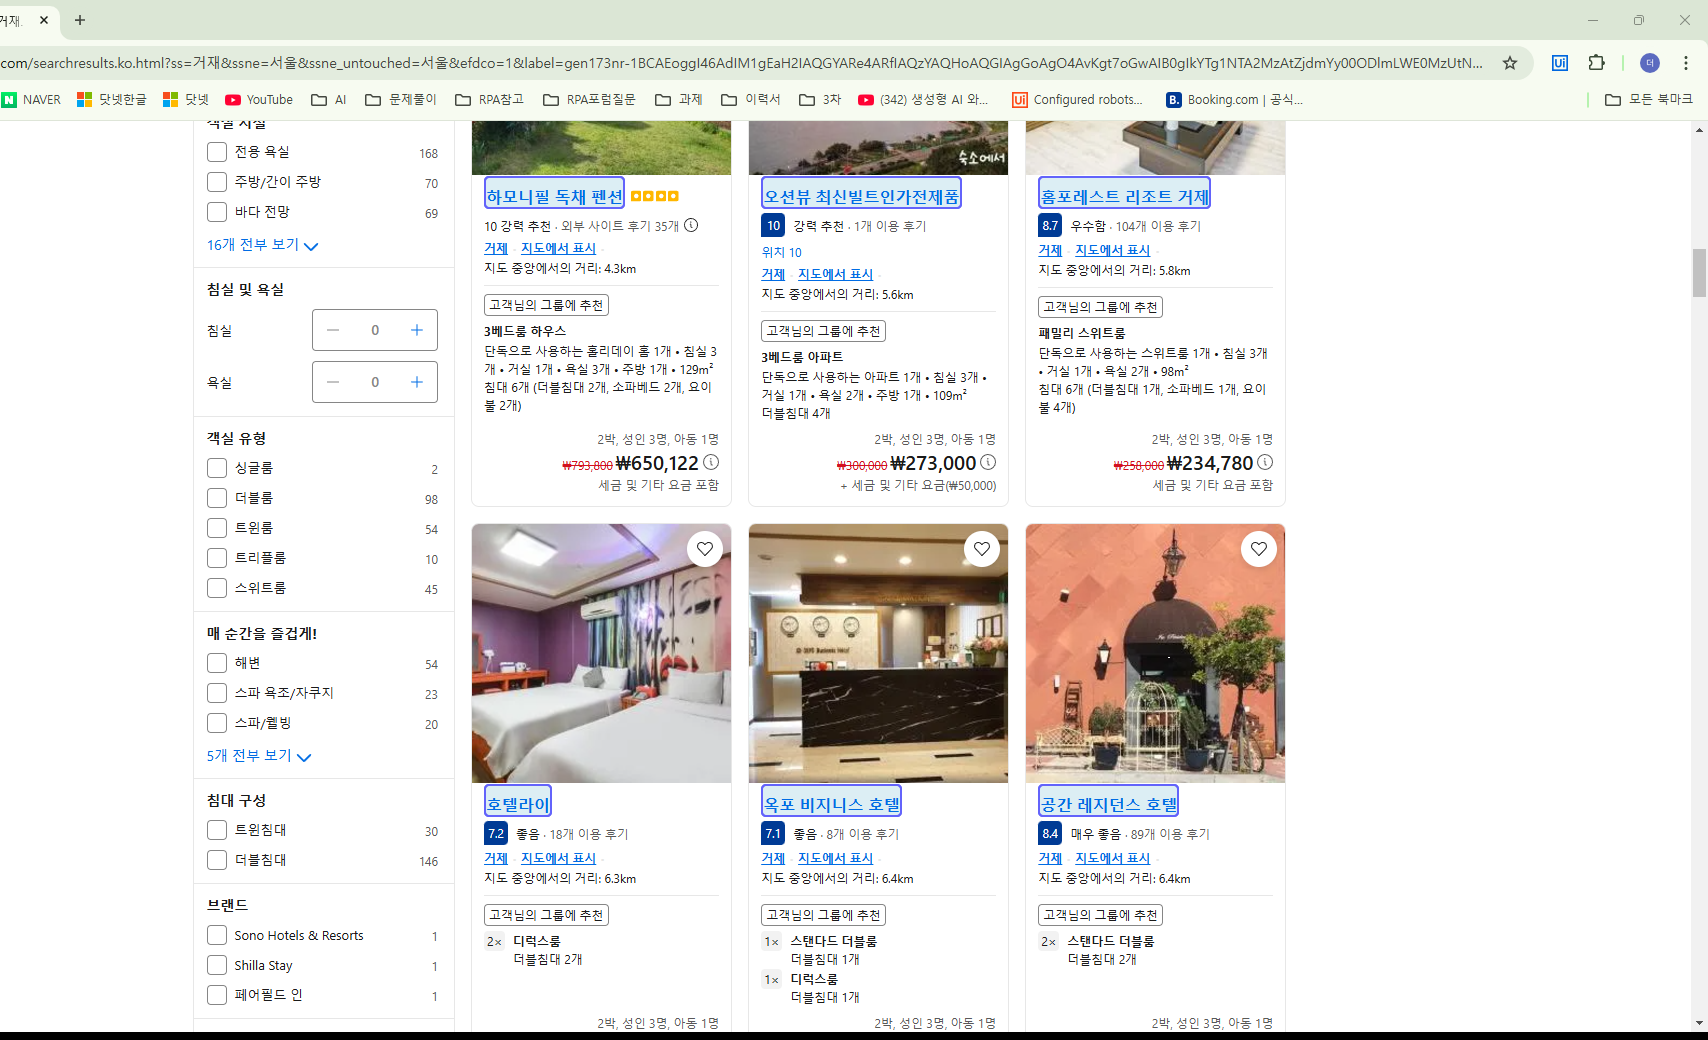 거재
com/searchresults.ko.html?ss=거재&ssne=서울&ssne_untouched=서울&efdco=1&label=gen173nr-1BCAEoggI46AdIM1gEaH2IAQGYARe4ARfIAQzYAQHoAQGIAgGoAgO4AvKgt7oGwAIB0gIkYTg1NTA2MzAtZjdmYy00ODlmLWE0MzUtN...
더
NAVER
닷넷한글
닷넷
YouTube
AI
문제풀이
RPA참고
RPA포럼질문
과제
이력서
3차
(342) 생성형 AI 와...
Configured robots...
Booking.com | 공식...
모든 북마크
객실 시설
전용 욕실 168
주방/간이 주방 70
바다 전망 69
16개 전부 보기
침실 및 욕실
침실 0
욕실 0
객실 유형
싱글룸 2
더블룸 98
트윈룸 54
트리플룸 10
스위트룸 45
매 순간을 즐겁게!
해변 54
스파 욕조/자쿠지 23
스파/웰빙 20
5개 전부 보기
침대 구성
트윈침대 30
더블침대 146
브랜드
Sono Hotels & Resorts 1
Shilla Stay 1
페어필드 인 1
하모니필 독채 펜션
10 강력 추천 · 외부 사이트 후기 35개
거제 · 지도에서 표시
지도 중앙에서의 거리: 4.3km
고객님의 그룹에 추천
3베드룸 하우스
단독으로 사용하는 홀리데이 홈 1개 • 침실 3
개 • 거실 1개 • 욕실 3개 • 주방 1개 • 129m²
침대 6개 (더블침대 2개, 소파베드 2개, 요이
불 2개)
2박, 성인 3명, 아동 1명
₩793,800 ₩650,122
세금 및 기타 요금 포함
숙소에서
오션뷰 최신빌트인가전제품
10 강력 추천 · 1개 이용 후기
위치 10
거제 · 지도에서 표시
지도 중앙에서의 거리: 5.6km
고객님의 그룹에 추천
3베드룸 아파트
단독으로 사용하는 아파트 1개 • 침실 3개 •
거실 1개 • 욕실 2개 • 주방 1개 • 109m²
더블침대 4개
2박, 성인 3명, 아동 1명
₩300,000 ₩273,000
+ 세금 및 기타 요금(₩50,000)
홈포레스트 리조트 거제
8.7 우수함 · 104개 이용 후기
거제 · 지도에서 표시
지도 중앙에서의 거리: 5.8km
고객님의 그룹에 추천
패밀리 스위트룸
단독으로 사용하는 스위트룸 1개 • 침실 3개
• 거실 1개 • 욕실 2개 • 98m²
침대 6개 (더블침대 1개, 소파베드 1개, 요이
불 4개)
2박, 성인 3명, 아동 1명
₩258,000 ₩234,780
세금 및 기타 요금 포함
호텔라이
7.2 좋음 · 18개 이용 후기
거제 · 지도에서 표시
지도 중앙에서의 거리: 6.3km
고객님의 그룹에 추천
2× 디럭스룸
더블침대 2개
2박, 성인 3명, 아동 1명
옥포 비지니스 호텔
7.1 좋음 · 8개 이용 후기
거제 · 지도에서 표시
지도 중앙에서의 거리: 6.4km
고객님의 그룹에 추천
1× 스탠다드 더블룸
더블침대 1개
1× 디럭스룸
더블침대 1개
2박, 성인 3명, 아동 1명
공간 레지던스 호텔
8.4 매우 좋음 · 89개 이용 후기
거제 · 지도에서 표시
지도 중앙에서의 거리: 6.4km
고객님의 그룹에 추천
2× 스탠다드 더블룸
더블침대 2개
2박, 성인 3명, 아동 1명